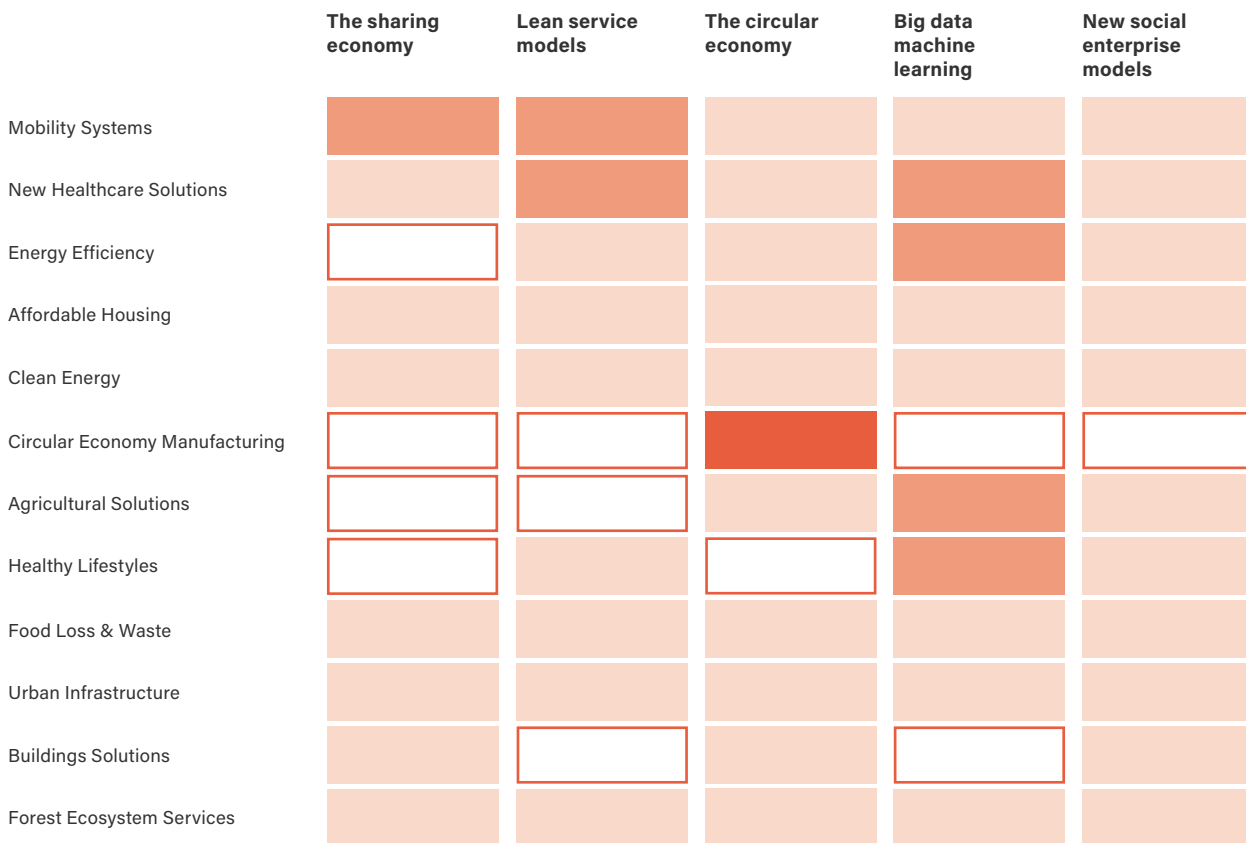 The sharing
economy
Lean service
models
The circular
economy
Big data
machine
learning
New social
enterprise
models
Mobility Systems
New Healthcare Solutions
Energy Efficiency
Affordable Housing
Clean Energy
Circular Economy Manufacturing
Agricultural Solutions
Healthy Lifestyles
Food Loss & Waste
Urban Infrastructure
Buildings Solutions
Forest Ecosystem Services